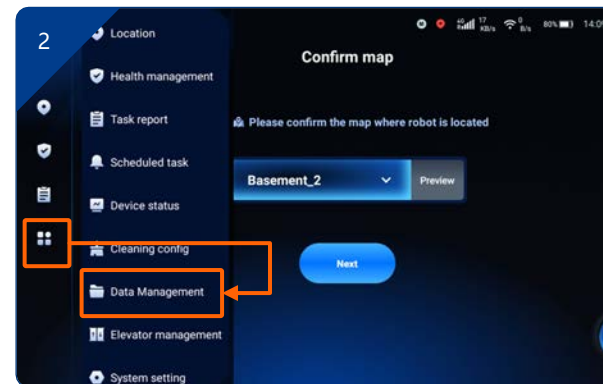 2
Location
Health management
Task report
Scheduled task
Device status
Cleaning config
Data Management
Elevator management
System setting
4G 17 KB/s 0 B/s 80% 14:0
Confirm map
Please confirm the map where robot is located
Basement_2
Preview
Next